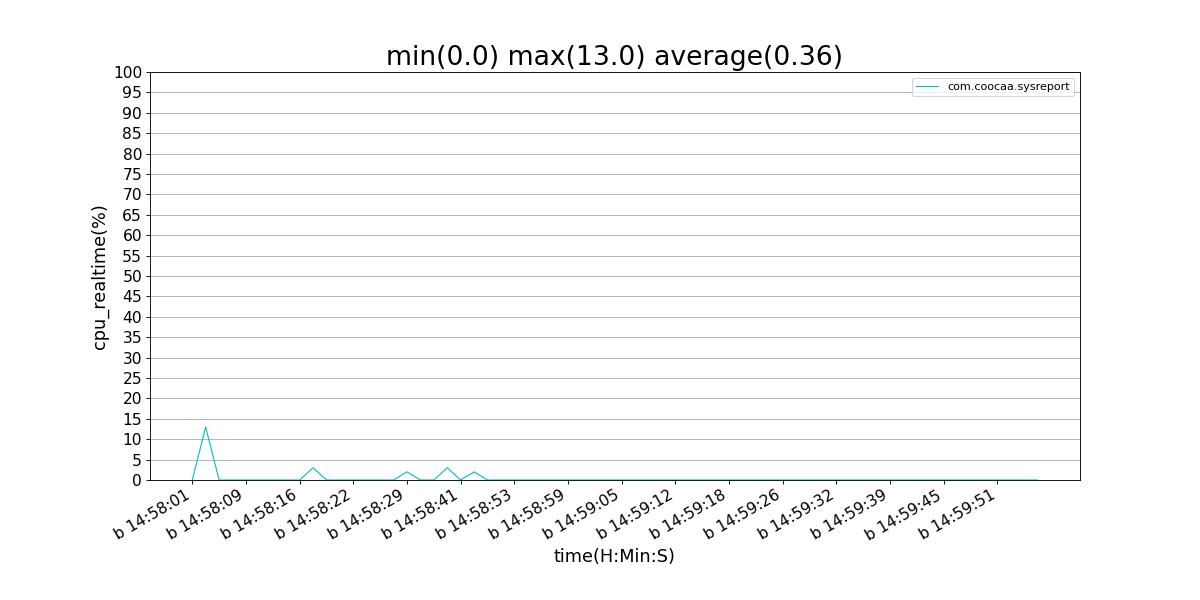 min(0.0) max(13.0) average(0.36)
com.coocaa.sysreport
100
95
90
85
80
75
70
65
60
55
50
45
40
35
30
25
20
15
10
5
0
cpu_realtime(%)
b 14:58:01
b 14:58:09
b 14:58:16
b 14:58:22
b 14:58:29
b 14:58:41
b 14:58:53
b 14:58:59
b 14:59:05
b 14:59:12
b 14:59:18
b 14:59:26
b 14:59:32
b 14:59:39
b 14:59:45
b 14:59:51
time(H:Min:S)